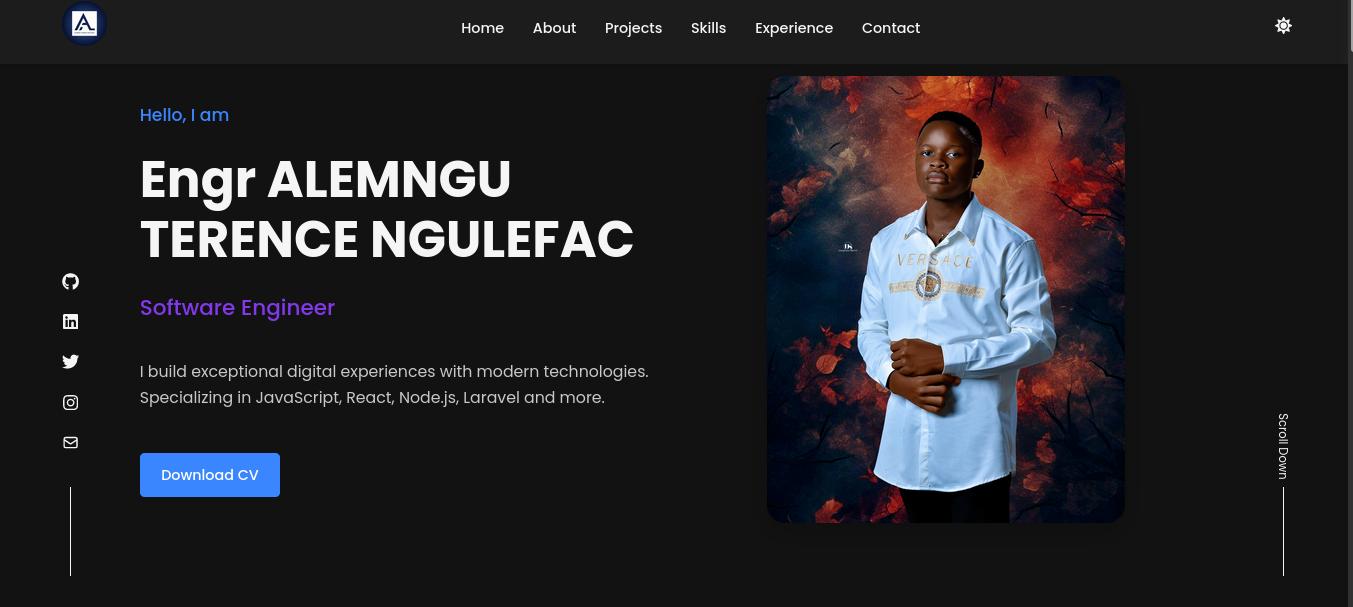 Home About Projects Skills Experience Contact
Hello, I am
Engr ALEMNGU
TERENCE NGULEFAC
Software Engineer
I build exceptional digital experiences with modern technologies.
Specializing in JavaScript, React, Node.js, Laravel and more.
Download CV
VERSACE
Scroll Down